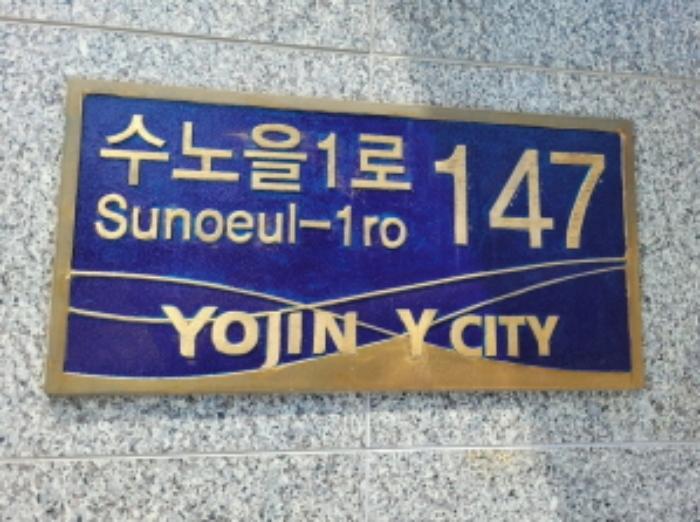 수노을1로 147
Sunoeul-1ro
YOJIN Y CITY